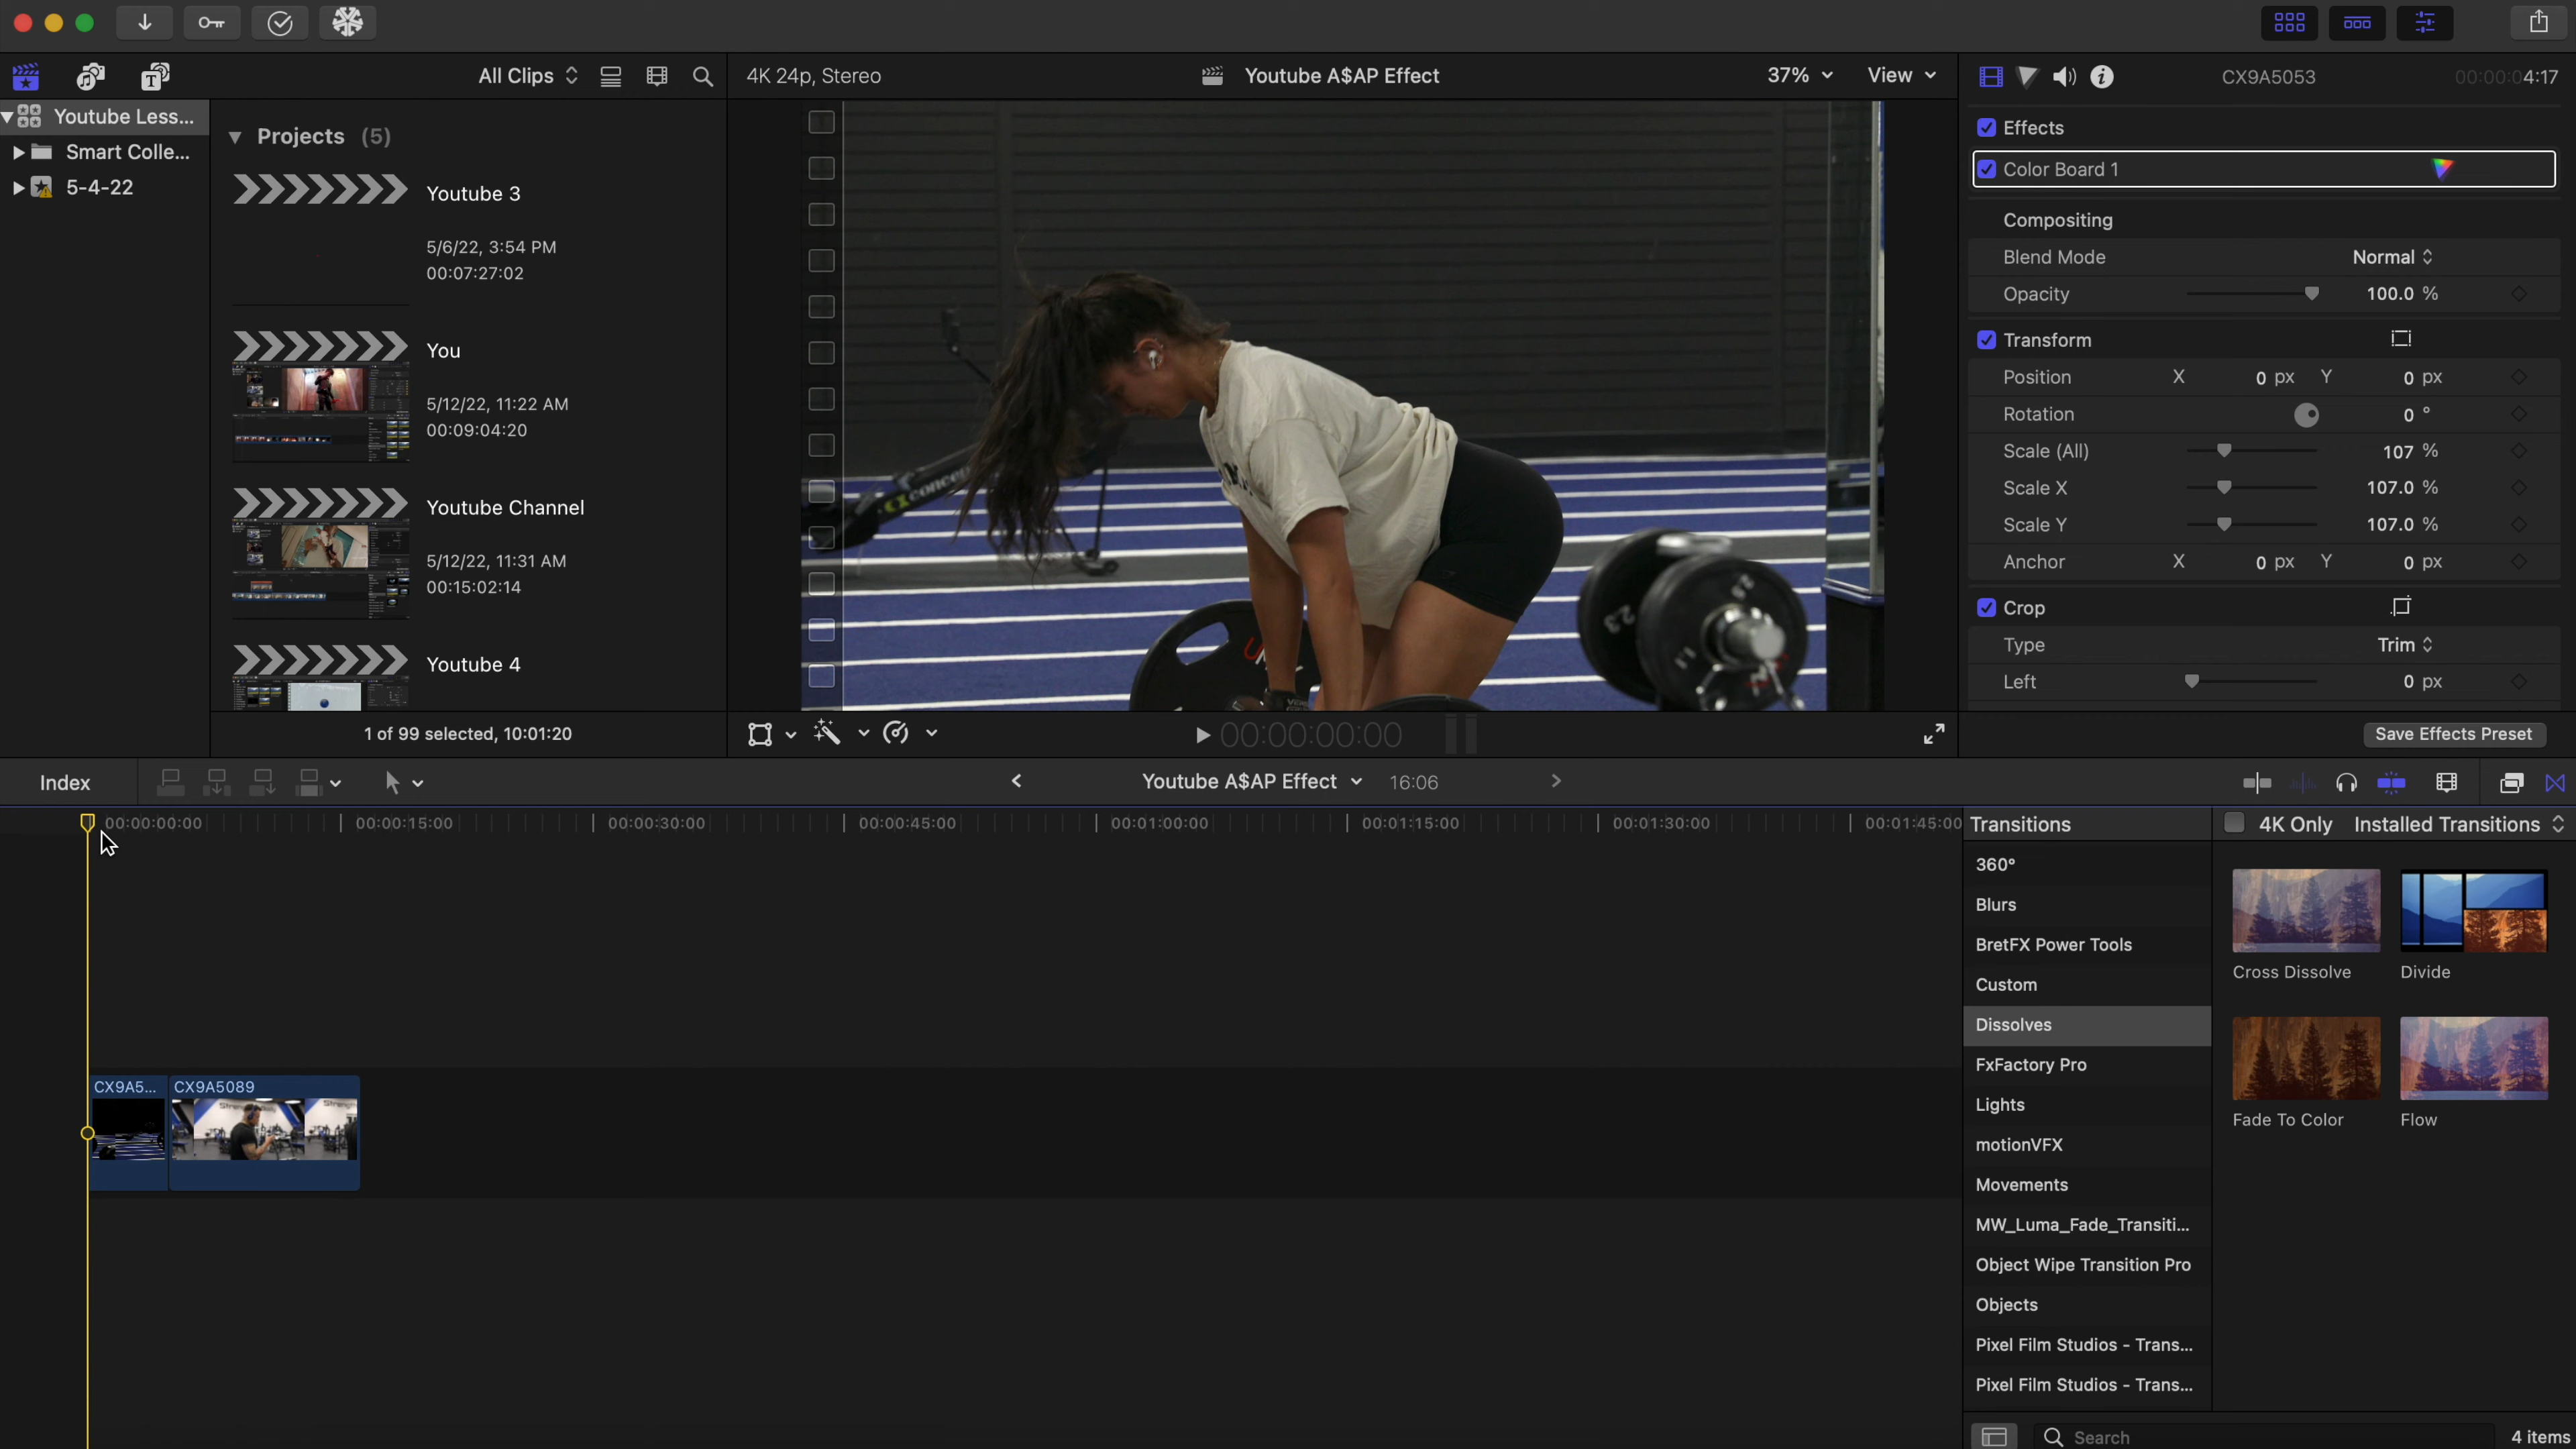 All Clips
4K 24p, Stereo
Youtube A$AP Effect
37%
View
CX9A5053
00:00:04:17
Youtube Less...
Smart Colle...
5-4-22
Projects (5)
Youtube 3
5/6/22, 3:54 PM
00:07:27:02
You
5/12/22, 11:22 AM
00:09:04:20
Youtube Channel
5/12/22, 11:31 AM
00:15:02:14
Youtube 4
1 of 99 selected, 10:01:20
23
00:00:00:00
Effects
Color Board 1
Compositing
Blend Mode Normal
Opacity 100.0 %
Transform
Position X 0 px Y 0 px
Rotation 0 °
Scale (All) 107 %
Scale X 107.0 %
Scale Y 107.0 %
Anchor X 0 px Y 0 px
Crop
Type Trim
Left 0 px
Save Effects Preset
Index
Youtube A$AP Effect 16:06
00:00:00:00 00:00:15:00 00:00:30:00 00:00:45:00 00:01:00:00 00:01:15:00 00:01:30:00 00:01:45:00
CX9A5...
CX9A5089
Transitions
4K Only
Installed Transitions
360°
Blurs
BretFX Power Tools
Custom
Dissolves
FxFactory Pro
Lights
motionVFX
Movements
MW_Luma_Fade_Transiti...
Object Wipe Transition Pro
Objects
Pixel Film Studios - Trans...
Pixel Film Studios - Trans...
Cross Dissolve
Divide
Fade To Color
Flow
Search
4 items